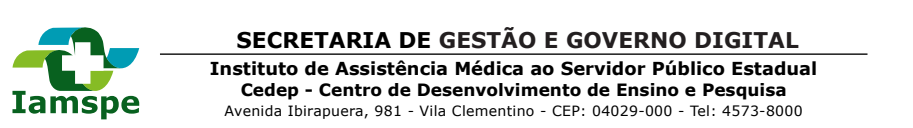 SECRETARIA DE GESTÃO E GOVERNO DIGITAL
Instituto de Assistência Médica ao Servidor Público Estadual
Cedep - Centro de Desenvolvimento de Ensino e Pesquisa
Avenida Ibirapuera, 981 - Vila Clementino - CEP: 04029-000 - Tel: 4573-8000
Iamspe